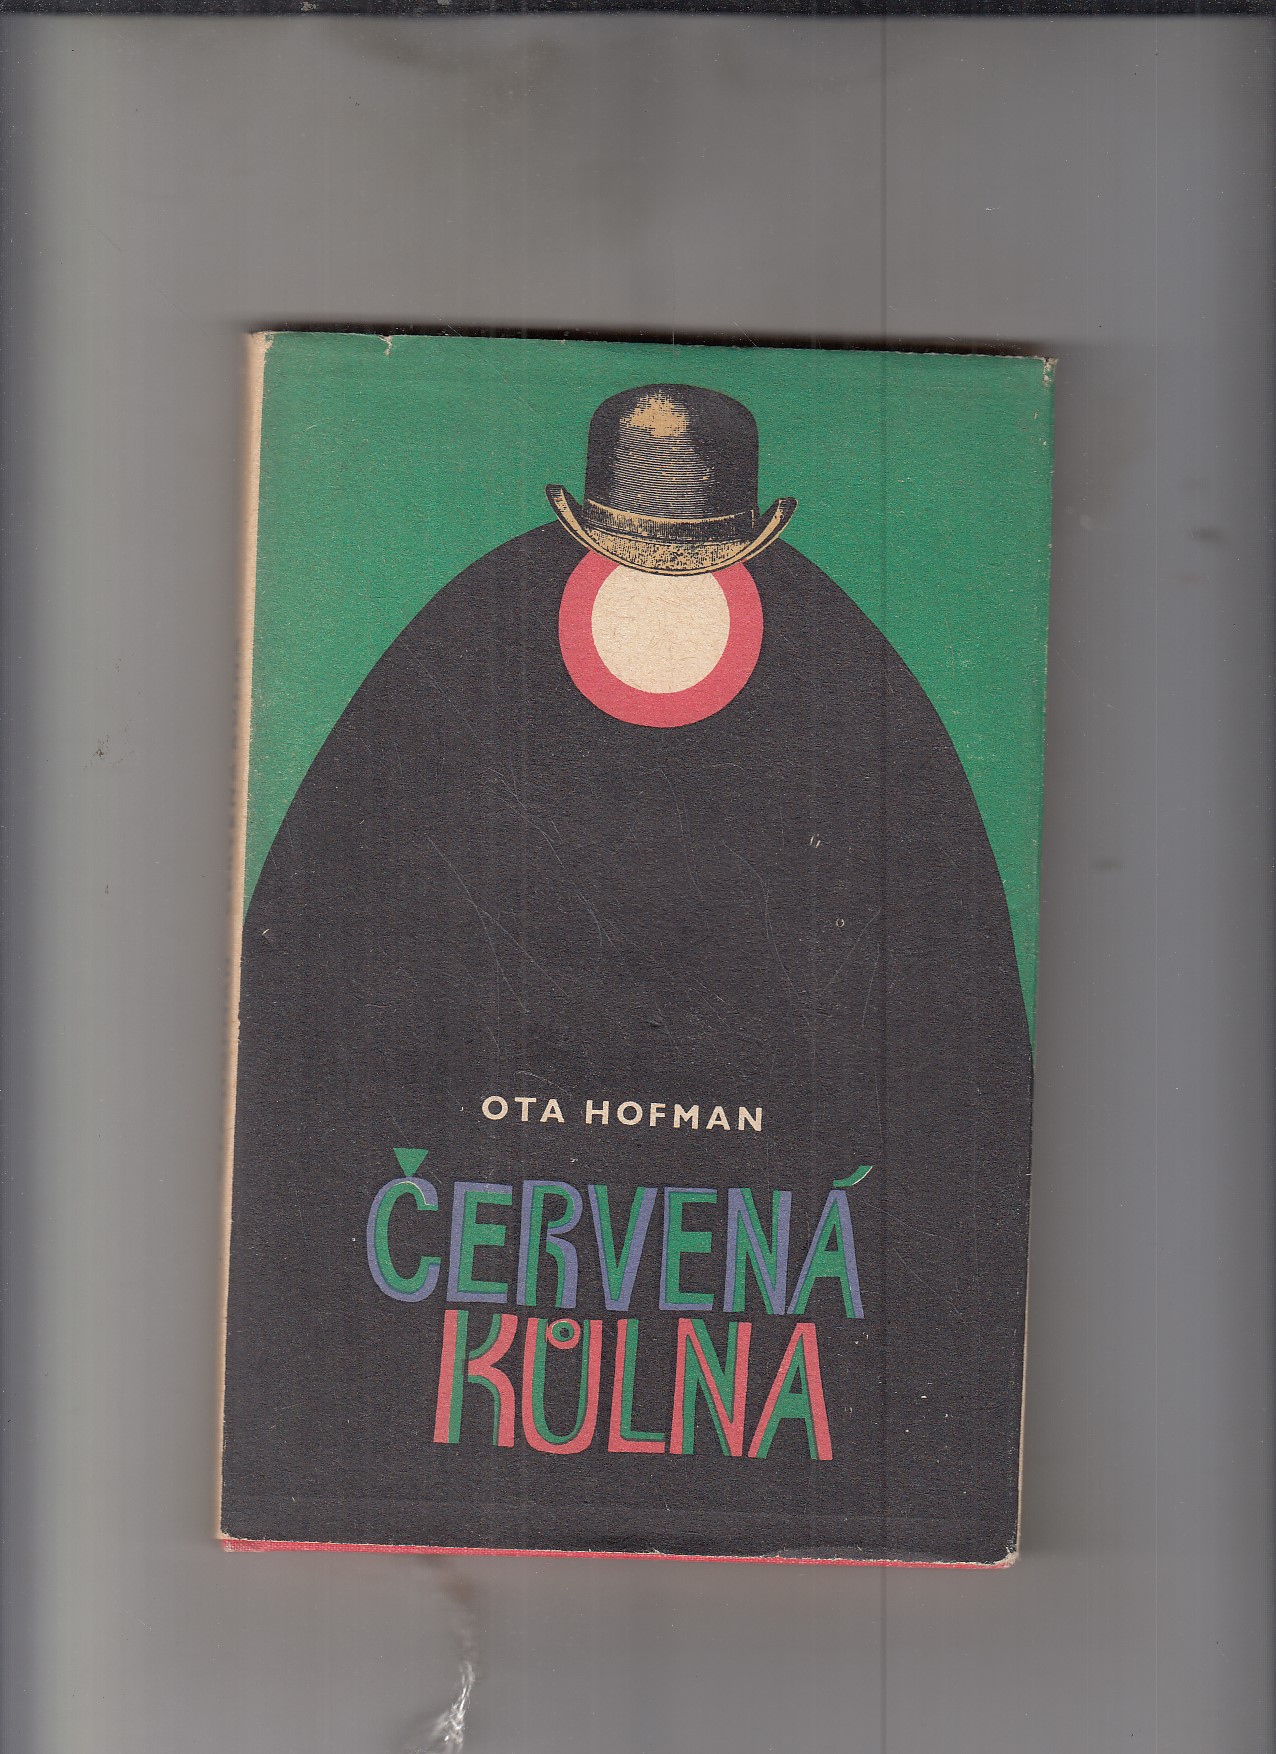 OTA HOFMAN
ČERVENÁ
KŮLNA